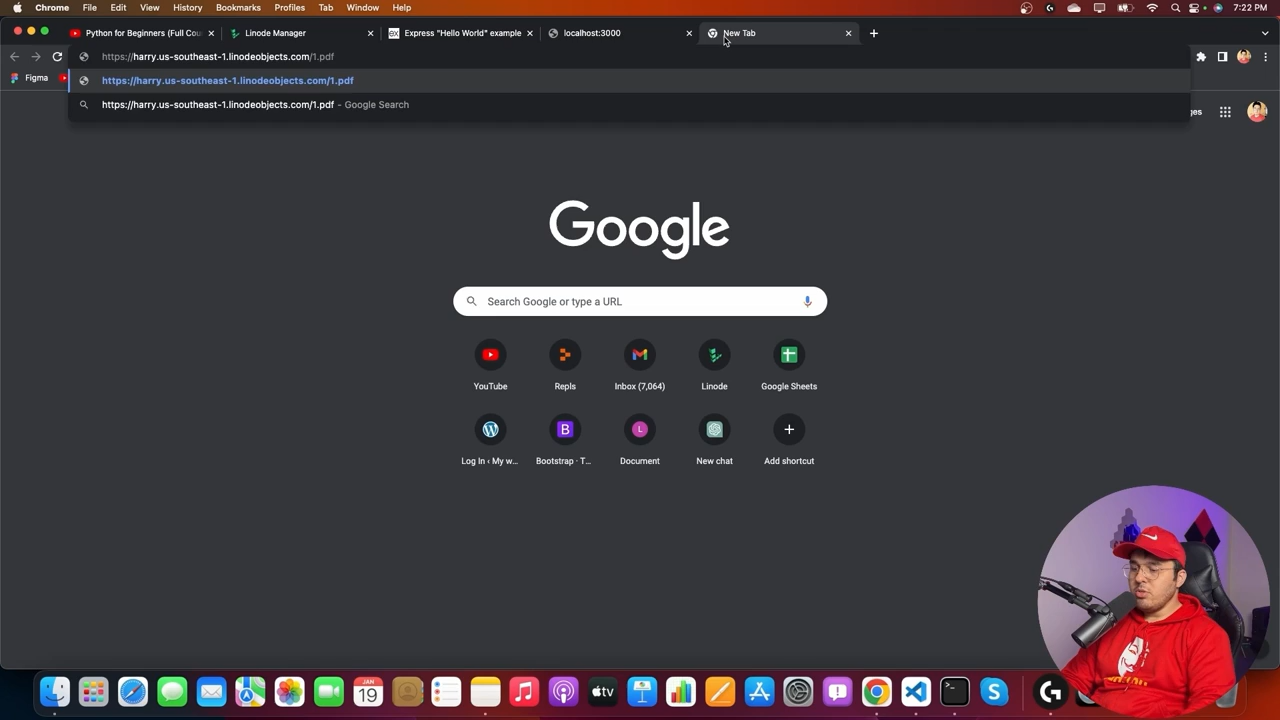 Chrome File Edit View History Bookmarks Profiles Tab Window Help 7:22 PM
Python for Beginners (Full Cou Linode Manager Express "Hello World" example localhost:3000 New Tab
https://harry.us-southeast-1.linodeobjects.com/1.pdf
Figma
https://harry.us-southeast-1.linodeobjects.com/1.pdf
https://harry.us-southeast-1.linodeobjects.com/1.pdf - Google Search
ges
Google
Search Google or type a URL
YouTube Repls Inbox (7,064) Linode Google Sheets
B L
Log In ‹ My w... Bootstrap · T... Document New chat Add shortcut
JAN
19
tv